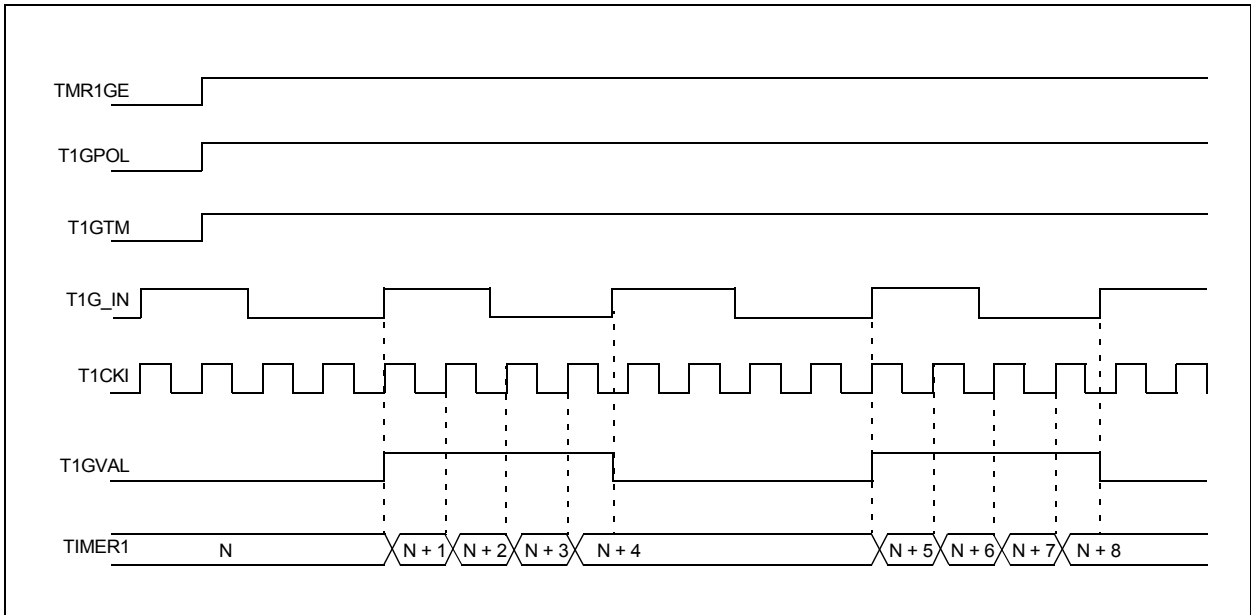 TMR1GE
T1GPOL
T1GTM
T1G_IN
T1CKI
T1GVAL
TIMER1 N N + 1 N + 2 N + 3 N + 4 N + 5 N + 6 N + 7 N + 8